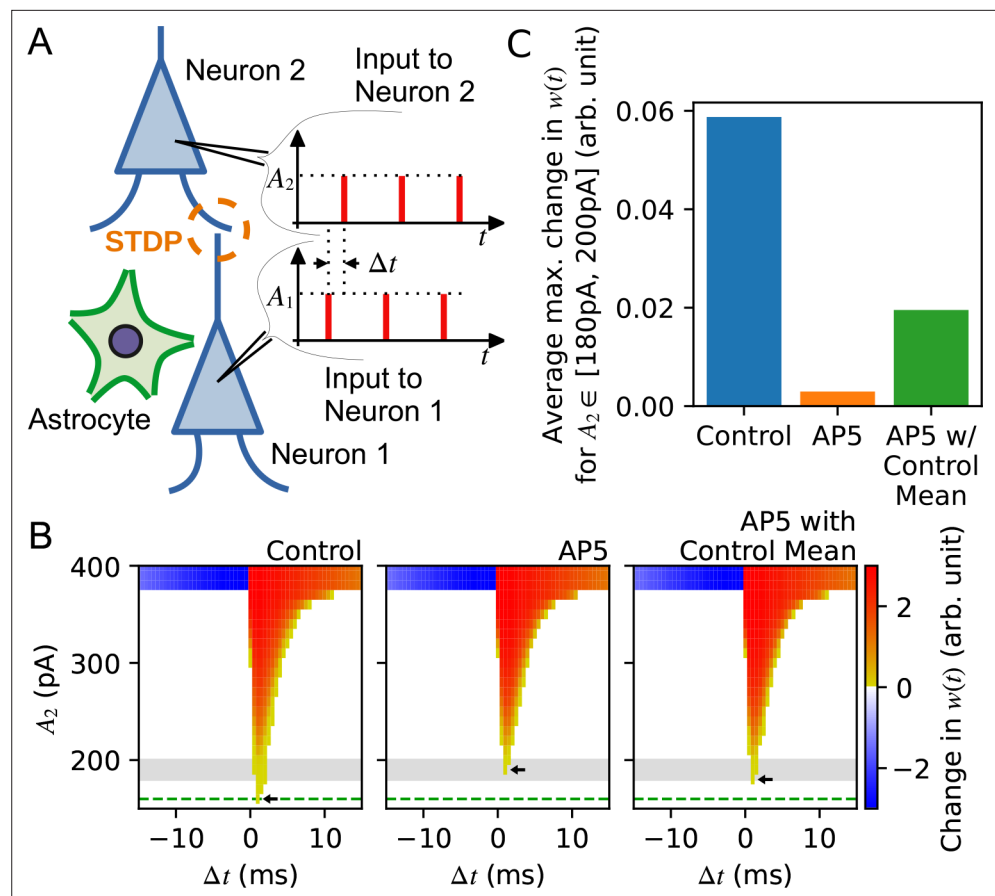 A
Neuron 2
Input to
Neuron 2
A₂
t
STDP
Δt
A₁
t
Astrocyte
Input to
Neuron 1
Neuron 1
C
Average max. change in w(t)
for A₂ ∈ [180pA, 200pA] (arb. unit)
0.06
0.04
0.02
0.00
Control
AP5
AP5 w/
Control
Mean
B
Control
AP5
AP5 with
Control Mean
A₂ (pA)
400
300
200
−10
0
10
Δt (ms)
−10
0
10
Δt (ms)
−10
0
10
Δt (ms)
2
0
−2
Change in w(t) (arb. unit)